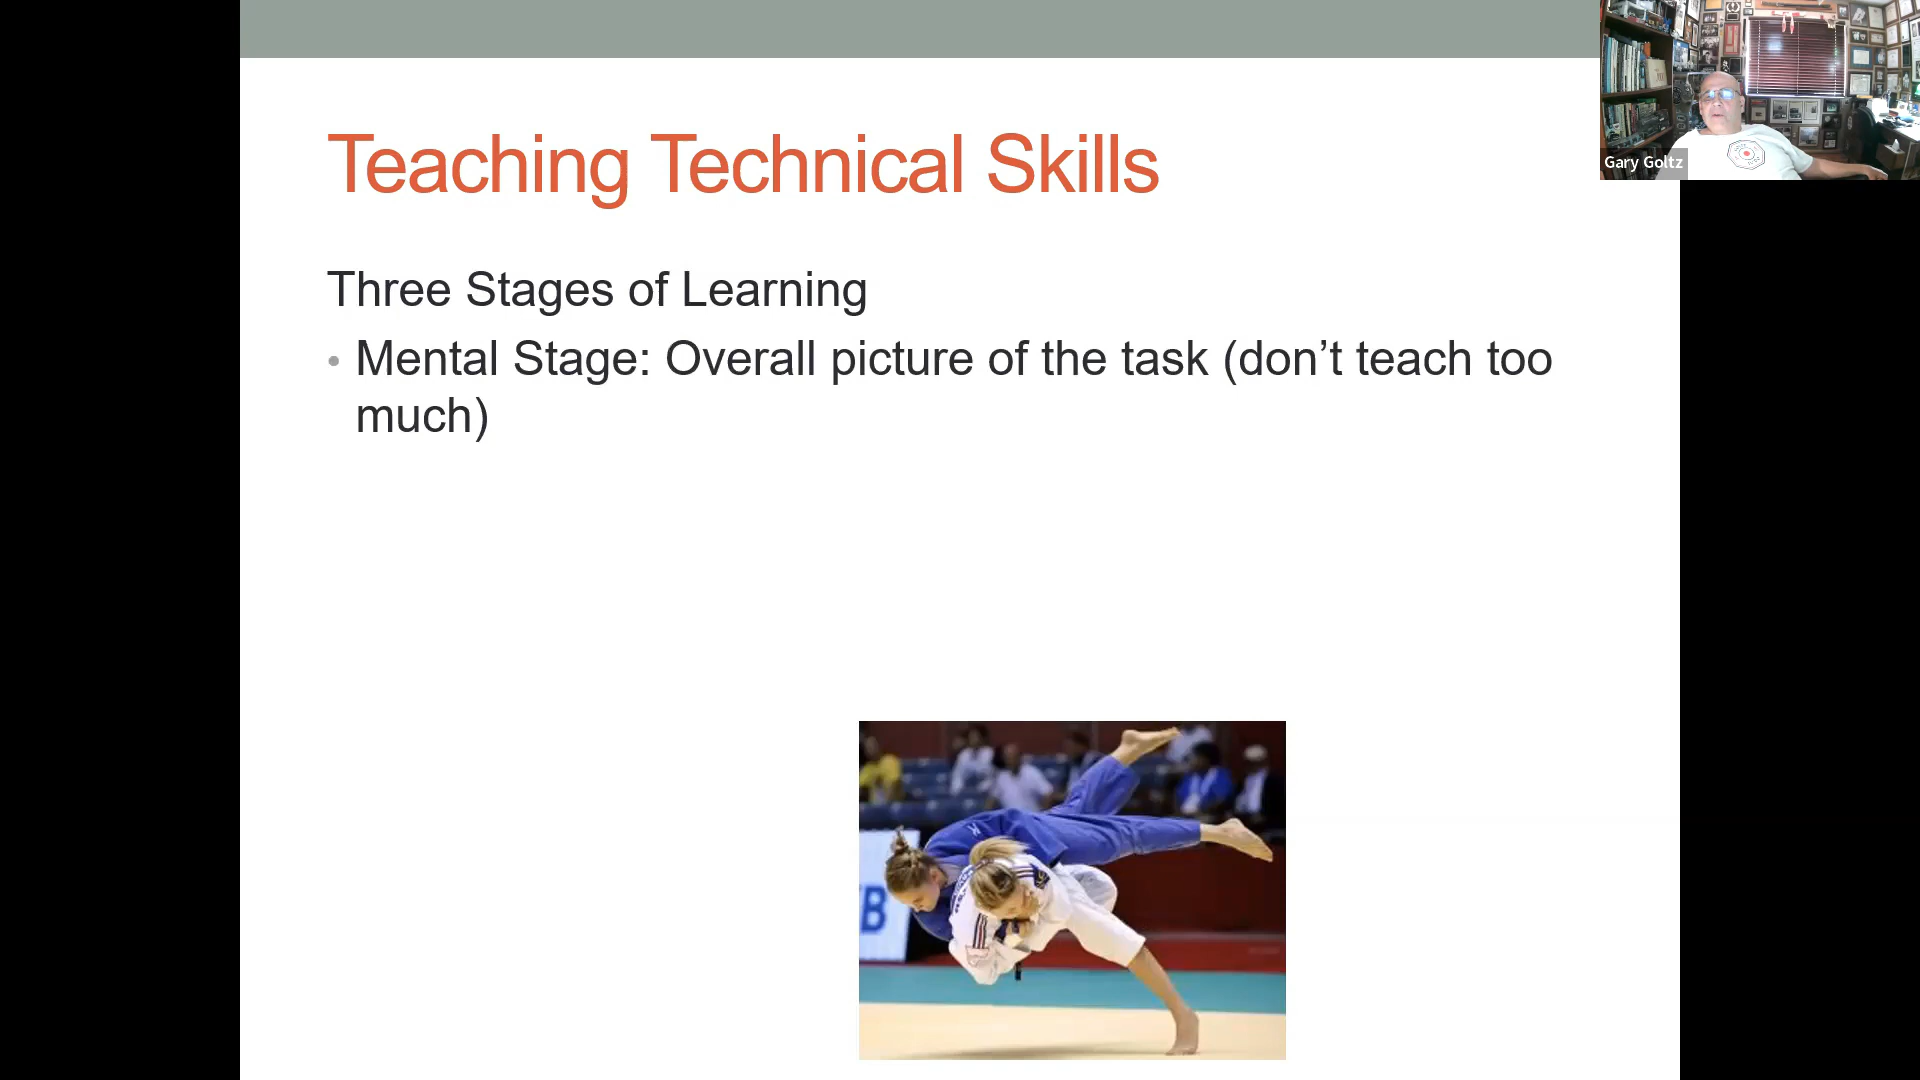 Teaching Technical Skills
Gary Goltz
Three Stages of Learning
• Mental Stage: Overall picture of the task (don’t teach too
much)